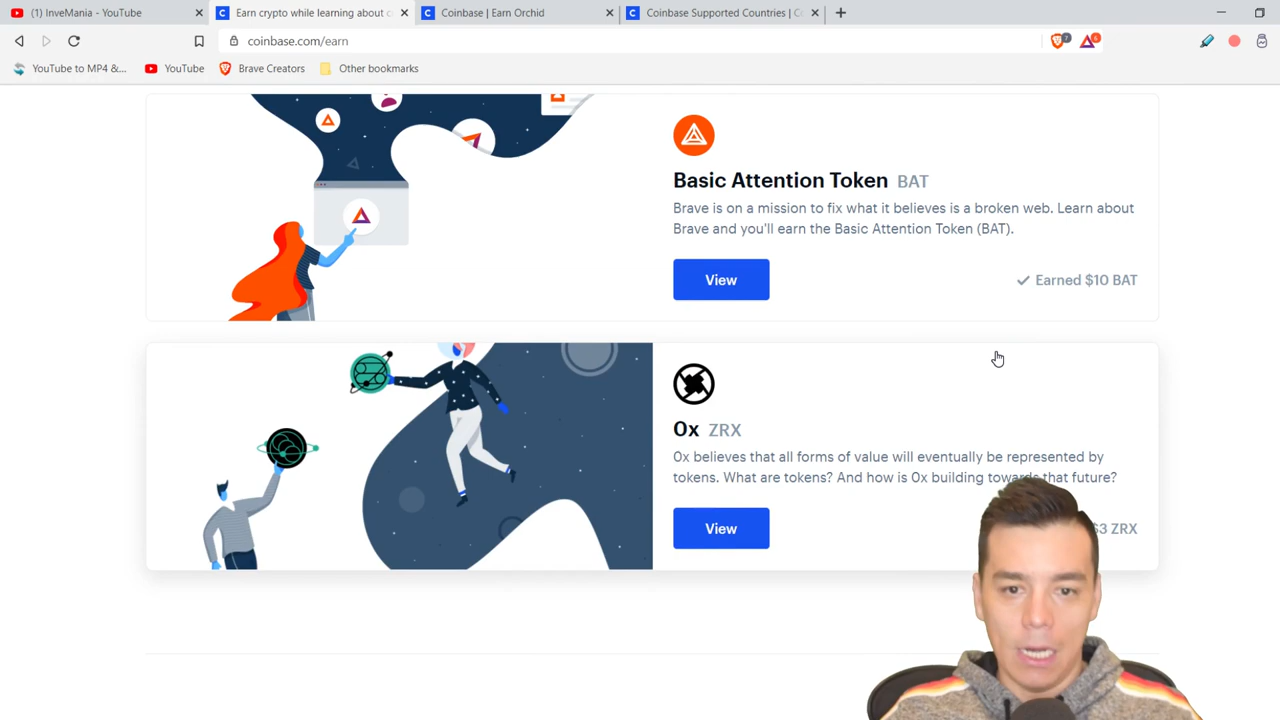 (1) InveMania - YouTube
Earn crypto while learning about c
Coinbase | Earn Orchid
Coinbase Supported Countries | C
coinbase.com/earn
7
6
YouTube to MP4 &...
YouTube
Brave Creators
Other bookmarks
Basic Attention Token BAT
Brave is on a mission to fix what it believes is a broken web. Learn about
Brave and you'll earn the Basic Attention Token (BAT).
View
Earned $10 BAT
0x ZRX
0x believes that all forms of value will eventually be represented by
tokens. What are tokens? And how is 0x building towards that future?
View
$3 ZRX